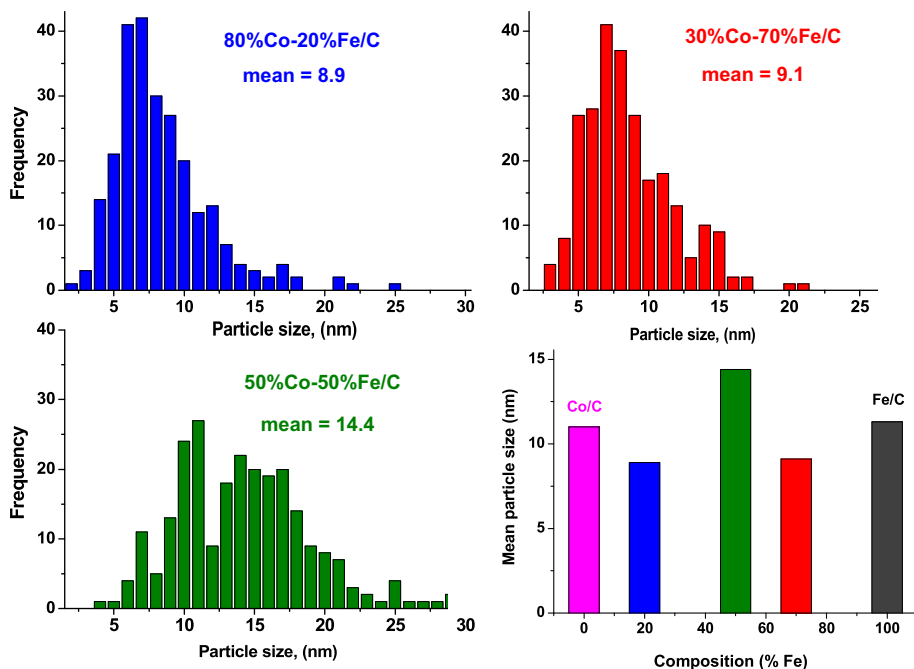 80%Co-20%Fe/C
mean = 8.9
Frequency
40
30
20
10
0
5
10
15
20
25
30
Particle size, (nm)
30%Co-70%Fe/C
mean = 9.1
Frequency
40
30
20
10
0
5
10
15
20
25
Particle size, (nm)
50%Co-50%Fe/C
mean = 14.4
Frequency
40
30
20
10
0
5
10
15
20
25
30
Particle size, (nm)
Co/C
Fe/C
Mean particle size (nm)
15
10
5
0
0
20
40
60
80
100
Composition (% Fe)